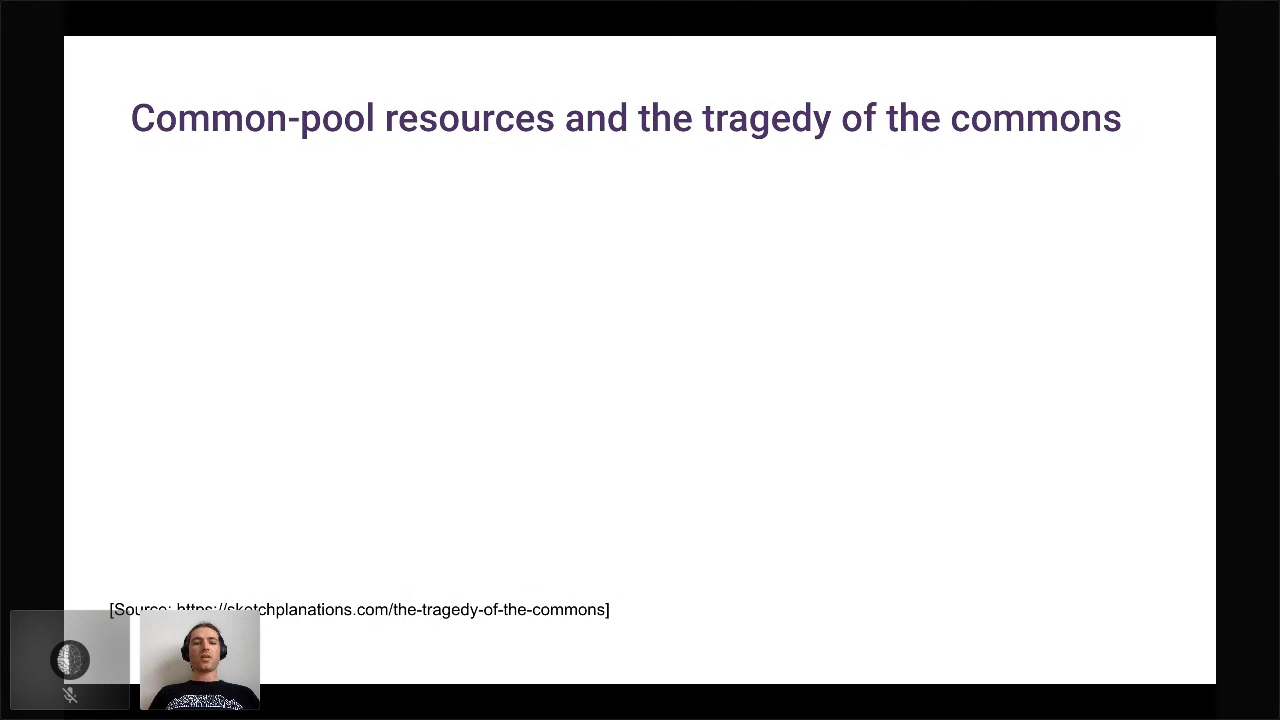 Common-pool resources and the tragedy of the commons
[Source: https://sketchplanations.com/the-tragedy-of-the-commons]